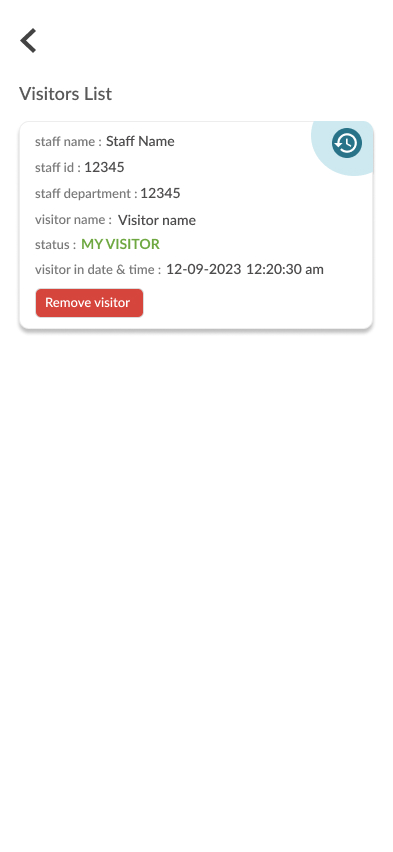 Visitors List
staff name : Staff Name
staff id : 12345
staff department : 12345
visitor name : Visitor name
status : MY VISITOR
visitor in date & time : 12-09-2023 12:20:30 am
Remove visitor